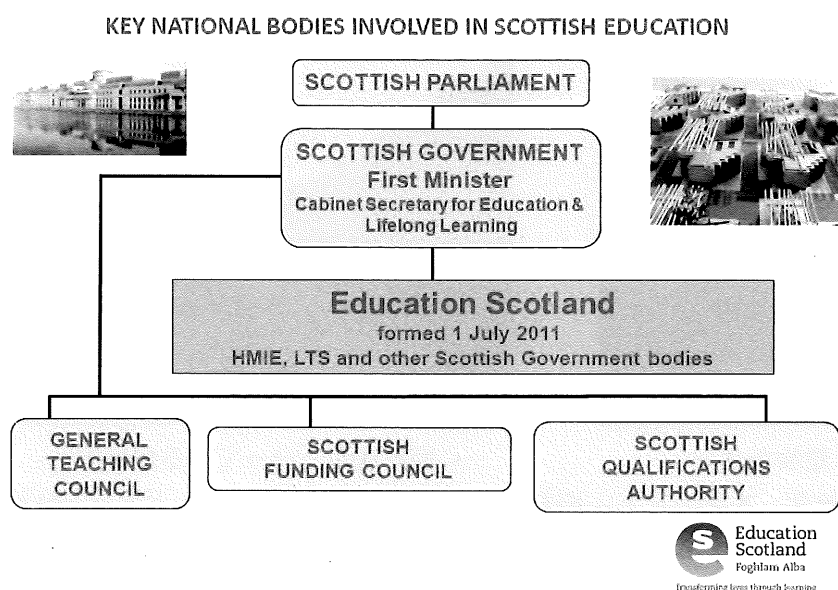 KEY NATIONAL BODIES INVOLVED IN SCOTTISH EDUCATION
SCOTTISH PARLIAMENT
SCOTTISH GOVERNMENT
First Minister
Cabinet Secretary for Education &
Lifelong Learning
Education Scotland
formed 1 July 2011
HMIE, LTS and other Scottish Government bodies
GENERAL
TEACHING
COUNCIL
SCOTTISH
FUNDING COUNCIL
SCOTTISH
QUALIFICATIONS
AUTHORITY
Education
Scotland
Foghlam Alba
Transforming lives through learning